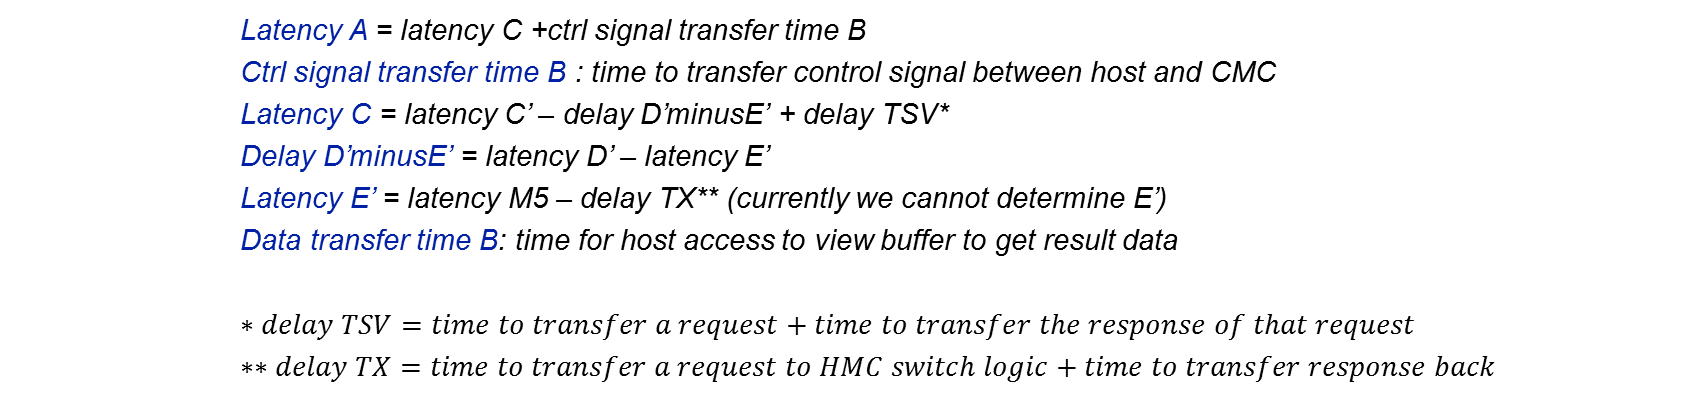 Latency A = latency C +ctrl signal transfer time B
Ctrl signal transfer time B : time to transfer control signal between host and CMC
Latency C = latency C’ – delay D’minusE’ + delay TSV*
Delay D’minusE’ = latency D’ – latency E’
Latency E’ = latency M5 – delay TX** (currently we cannot determine E’)
Data transfer time B: time for host access to view buffer to get result data
* delay TSV = time to transfer a request + time to transfer the response of that request
** delay TX = time to transfer a request to HMC switch logic + time to transfer response back